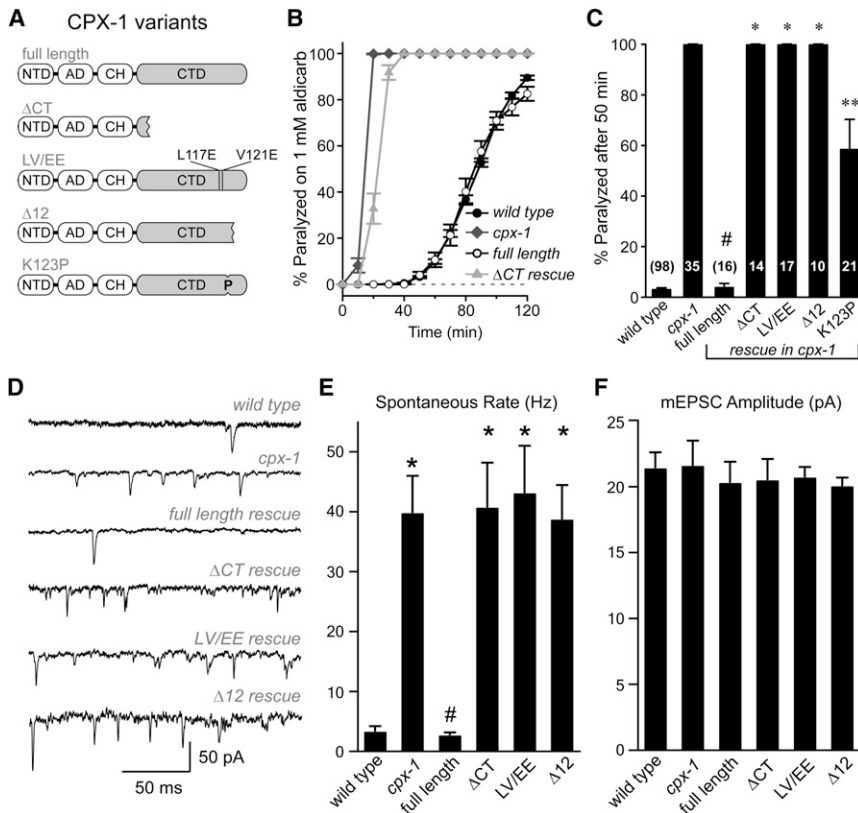 A
CPX-1 variants
full length
NTD AD CH CTD
ΔCT
NTD AD CH
LV/EE
L117E V121E
NTD AD CH CTD
Δ12
NTD AD CH CTD
K123P
NTD AD CH CTD P
B
% Paralyzed on 1 mM aldicarb
100
80
60
40
20
0
wild type
cpx-1
full length
ΔCT rescue
0 40 80 120
Time (min)
C
% Paralyzed after 50 min
100
80
60
40
20
0
* * *
**
#
(98) 35 (16) 14 17 10 21
wild type cpx-1 full length ΔCT LV/EE Δ12 K123P
rescue in cpx-1
D
wild type
cpx-1
full length rescue
ΔCT rescue
LV/EE rescue
Δ12 rescue
50 pA
50 ms
E
Spontaneous Rate (Hz)
50
40
30
20
10
0
* * * *
#
wild type cpx-1 full length ΔCT LV/EE Δ12
F
mEPSC Amplitude (pA)
25
20
15
10
5
0
wild type cpx-1 full length ΔCT LV/EE Δ12